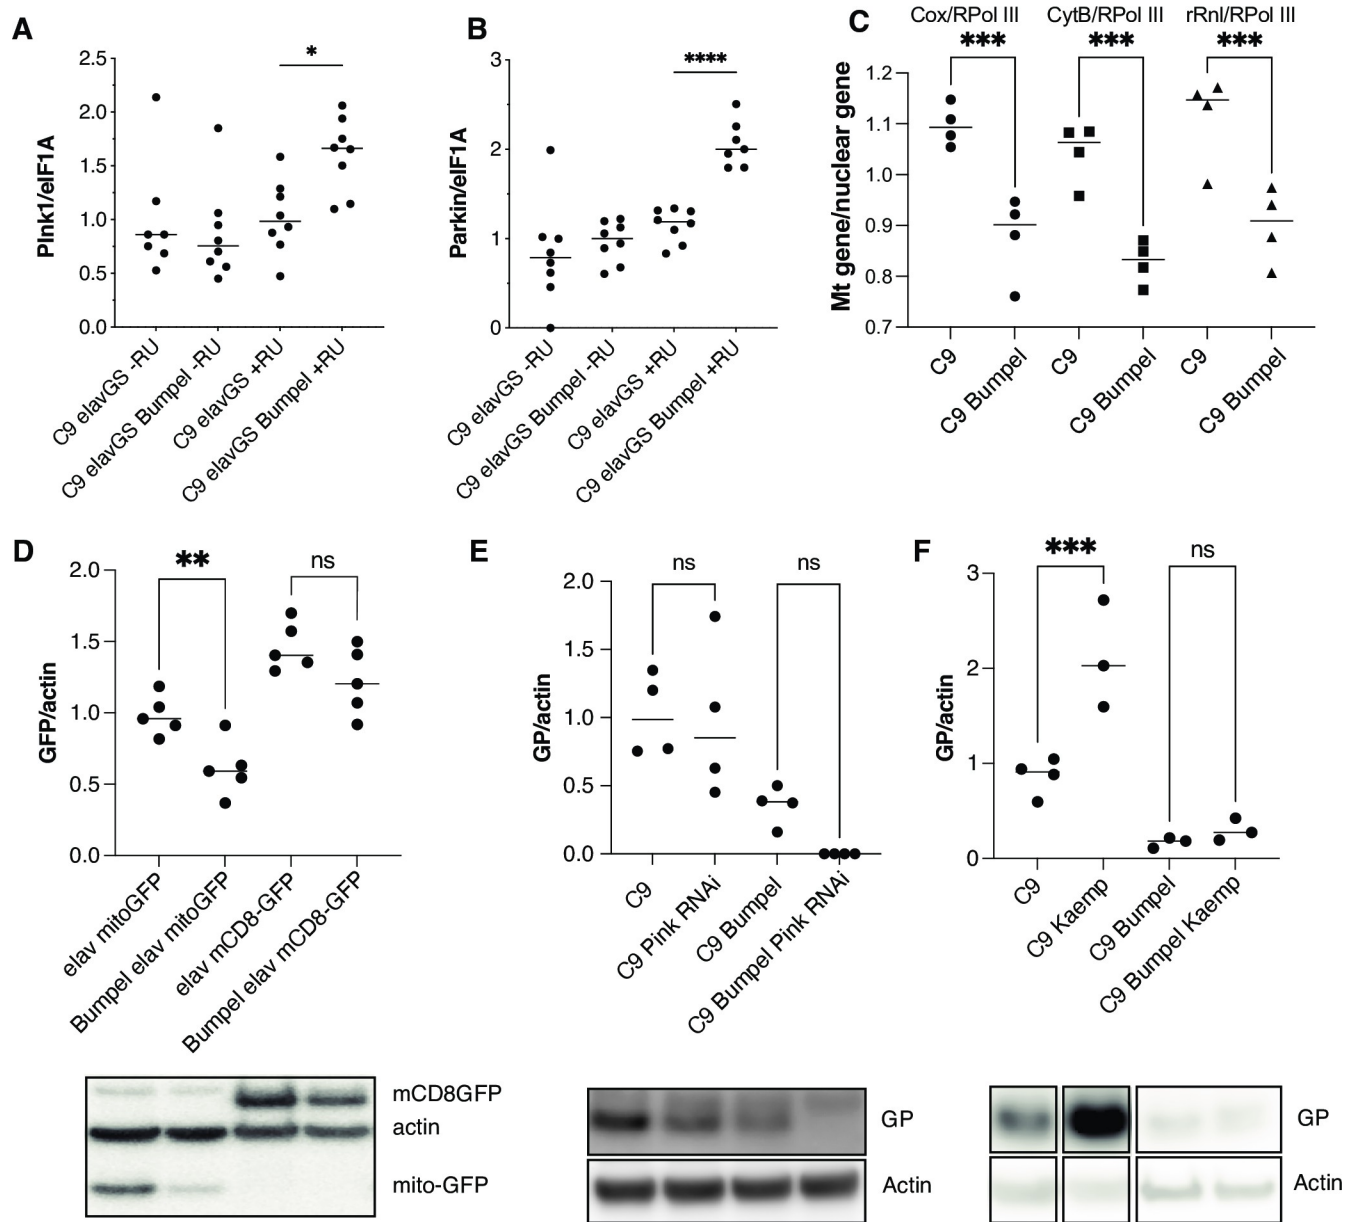 A
PInk1/eIF1A
2.5
2.0
1.5
1.0
0.5
0.0
*
C9 elavGS -RU
C9 elavGS Bumpel -RU
C9 elavGS +RU
C9 elavGS Bumpel +RU
B
Parkin/eIF1A
3
2
1
0
****
C9 elavGS -RU
C9 elavGS Bumpel -RU
C9 elavGS +RU
C9 elavGS Bumpel +RU
C
Cox/RPol III CytB/RPol III rRnl/RPol III
*** *** ***
Mt gene/nuclear gene
1.2
1.1
1.0
0.9
0.8
0.7
C9
C9 Bumpel
C9
C9 Bumpel
C9
C9 Bumpel
D
GFP/actin
2.0
1.5
1.0
0.5
0.0
** ns
elav mitoGFP
Bumpel elav mitoGFP
elav mCD8-GFP
Bumpel elav mCD8-GFP
mCD8GFP
actin
mito-GFP
E
GP/actin
2.0
1.5
1.0
0.5
0.0
ns ns
C9
C9 Pink RNAi
C9 Bumpel
C9 Bumpel Pink RNAi
GP
Actin
F
GP/actin
3
2
1
0
*** ns
C9
C9 Kaemp
C9 Bumpel
C9 Bumpel Kaemp
GP
Actin